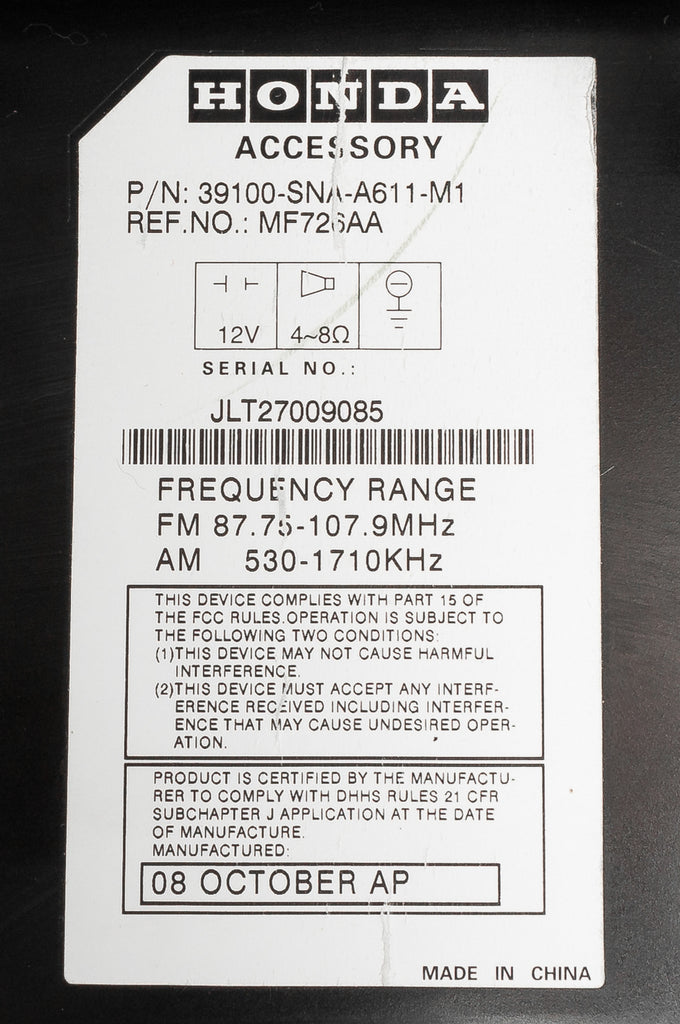 HONDA
ACCESSORY
P/N: 39100-SNA-A611-M1
REF.NO.: MF726AA
12V 4~8Ω
SERIAL NO.:
JLT27009085
FREQUENCY RANGE
FM 87.75-107.9MHz
AM 530-1710KHz
THIS DEVICE COMPLIES WITH PART 15 OF
THE FCC RULES.OPERATION IS SUBJECT TO
THE FOLLOWING TWO CONDITIONS:
(1)THIS DEVICE MAY NOT CAUSE HARMFUL
INTERFERENCE.
(2)THIS DEVICE MUST ACCEPT ANY INTERF-
ERENCE RECEIVED INCLUDING INTERFER-
ENCE THAT MAY CAUSE UNDESIRED OPER-
ATION.
PRODUCT IS CERTIFIED BY THE MANUFACTU-
RER TO COMPLY WITH DHHS RULES 21 CFR
SUBCHAPTER J APPLICATION AT THE DATE
OF MANUFACTURE.
MANUFACTURED:
08 OCTOBER AP
MADE IN CHINA